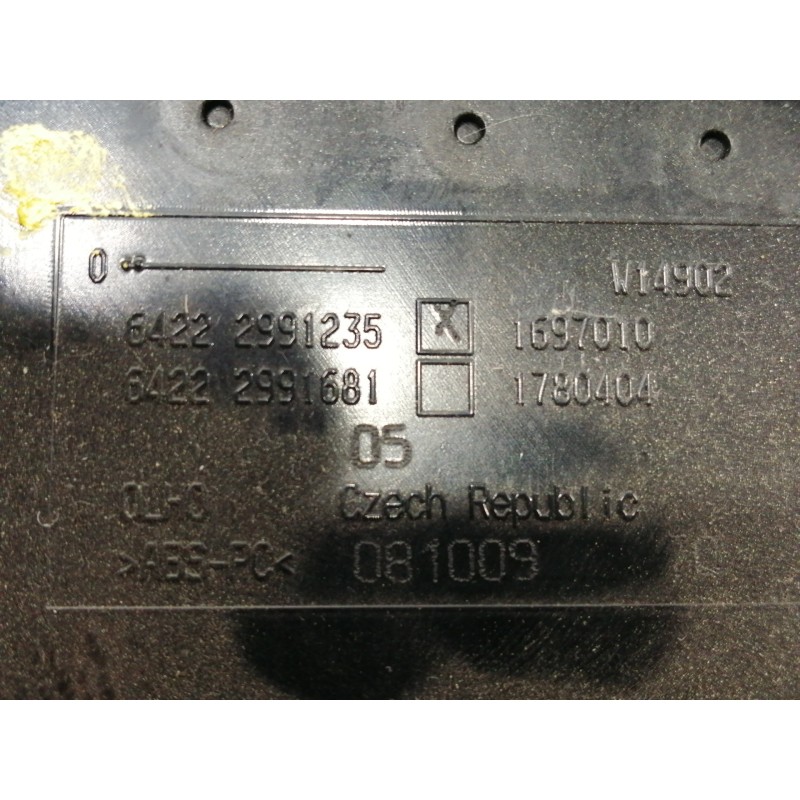 0 W14902
6422 2991235 X 1697010
6422 2991681 1780404
05
Czech Republic
>ABS-PC< 081009